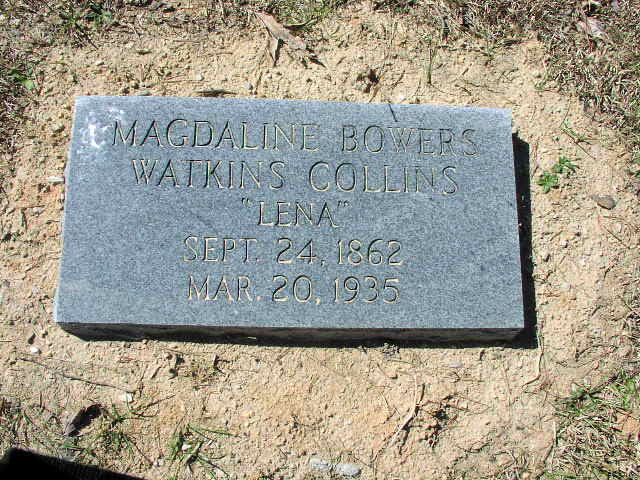 MAGDALINE BOWERS
WATKINS COLLINS
"LENA"
SEPT. 24, 1862
MAR. 20, 1935